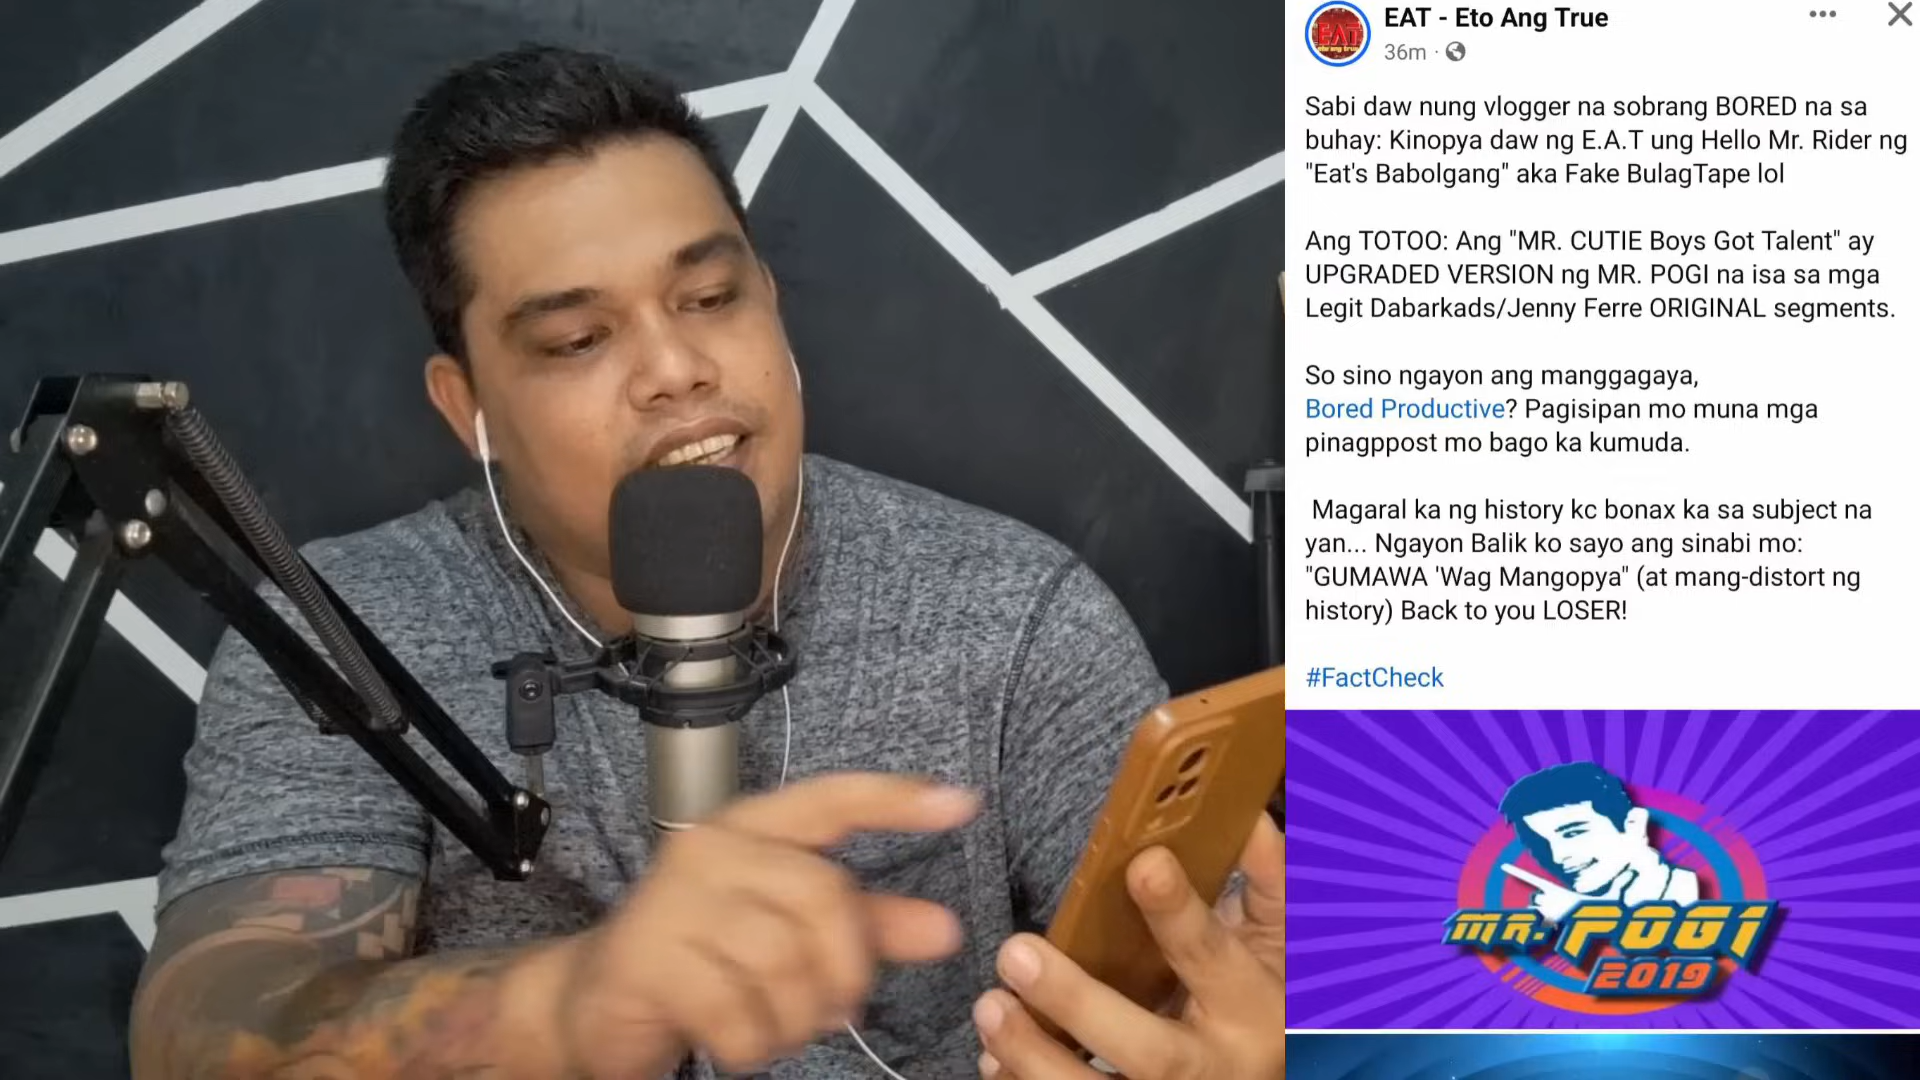 EAT - Eto Ang True
36m
Sabi daw nung vlogger na sobrang BORED na sa
buhay: Kinopya daw ng E.A.T ung Hello Mr. Rider ng
"Eat's Babolgang" aka Fake BulagTape lol
Ang TOTOO: Ang "MR. CUTIE Boys Got Talent" ay
UPGRADED VERSION ng MR. POGI na isa sa mga
Legit Dabarkads/Jenny Ferre ORIGINAL segments.
So sino ngayon ang manggagaya,
Bored Productive? Pagisipan mo muna mga
pinagppost mo bago ka kumuda.
Magaral ka ng history kc bonax ka sa subject na
yan... Ngayon Balik ko sayo ang sinabi mo:
"GUMAWA 'Wag Mangopya" (at mang-distort ng
history) Back to you LOSER!
#FactCheck
MR. POGI
2019